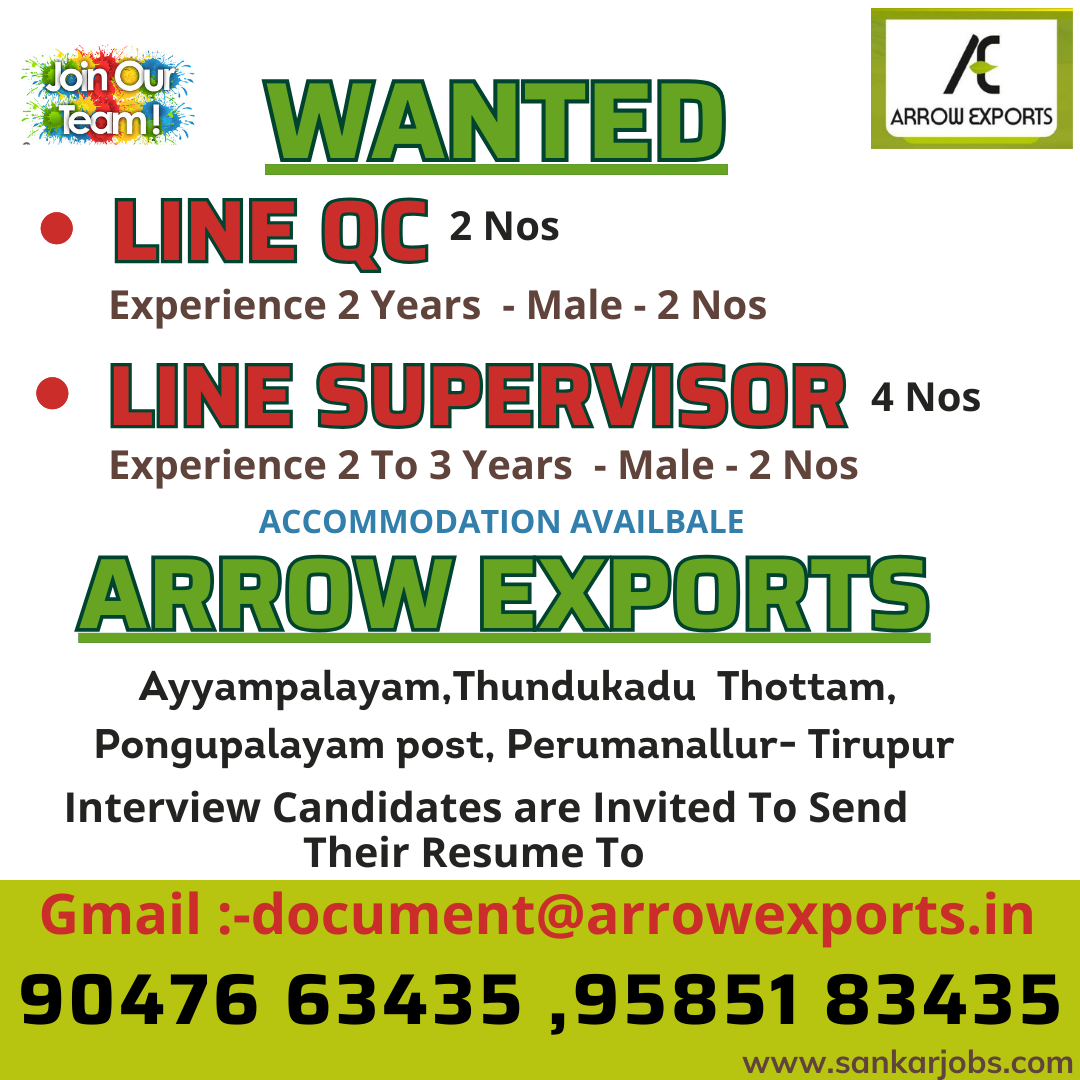 Join Our
Team!
WANTED
ARROW EXPORTS
LINE QC 2 Nos
Experience 2 Years - Male - 2 Nos
LINE SUPERVISOR 4 Nos
Experience 2 To 3 Years - Male - 2 Nos
ACCOMMODATION AVAILBALE
ARROW EXPORTS
Ayyampalayam,Thundukadu Thottam,
Pongupalayam post, Perumanallur- Tirupur
Interview Candidates are Invited To Send
Their Resume To
Gmail :-document@arrowexports.in
90476 63435 ,95851 83435
www.sankarjobs.com